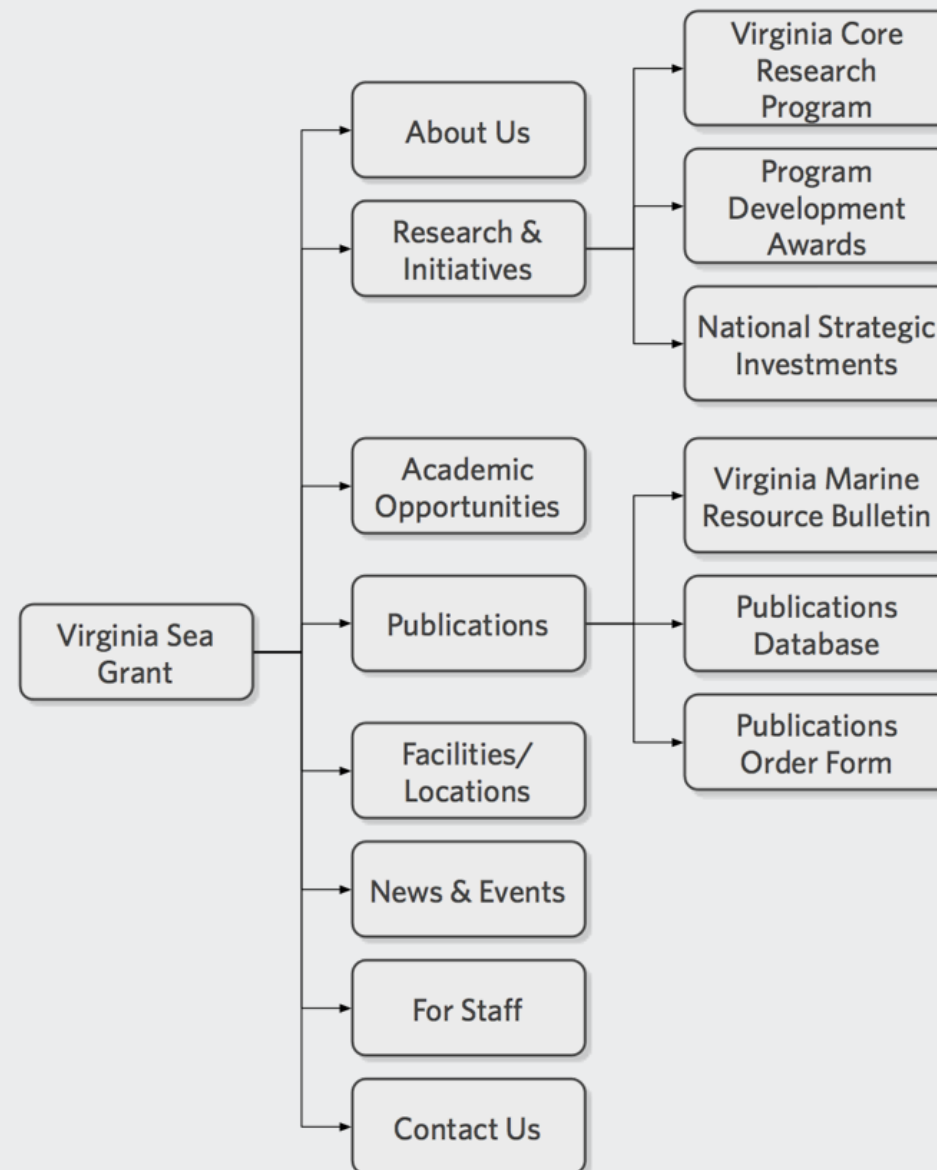 Virginia Sea
Grant
About Us
Research &
Initiatives
Virginia Core
Research
Program
Program
Development
Awards
National Strategic
Investments
Academic
Opportunities
Publications
Virginia Marine
Resource Bulletin
Publications
Database
Publications
Order Form
Facilities/
Locations
News & Events
For Staff
Contact Us